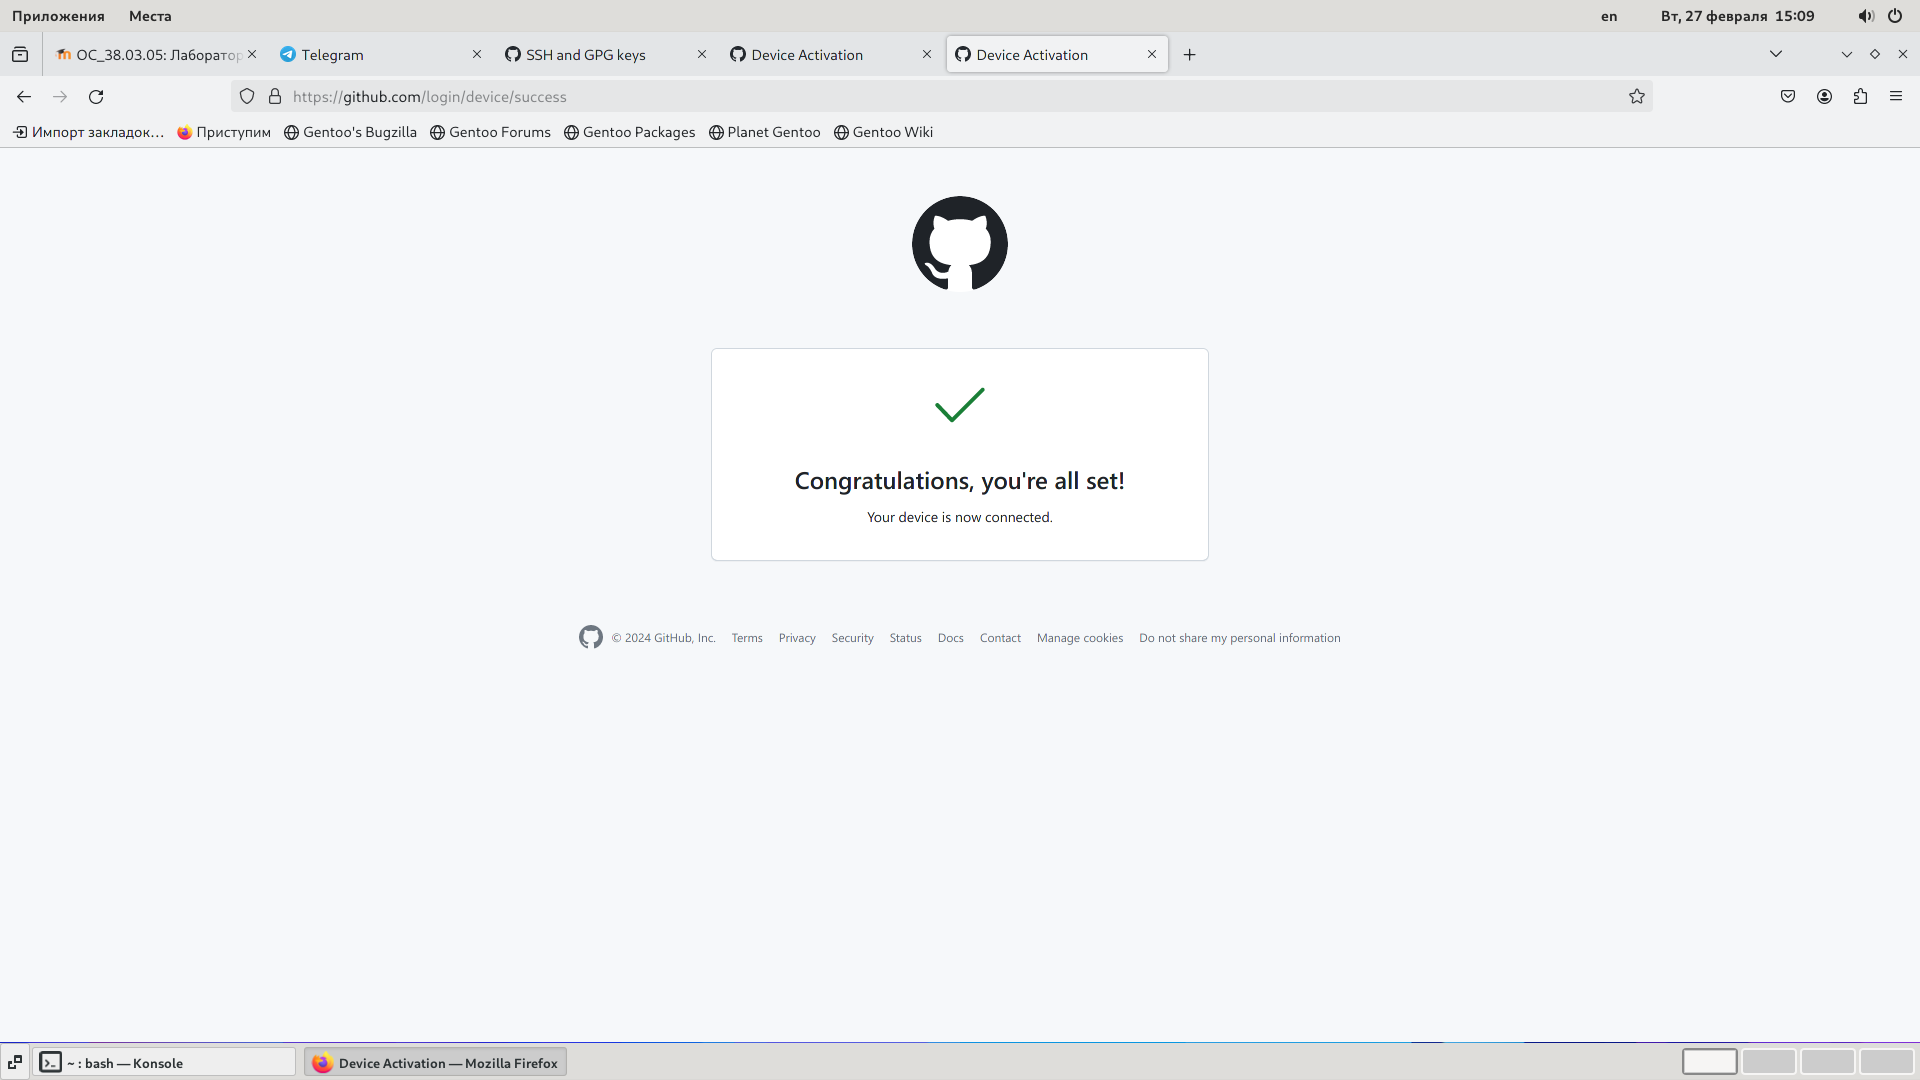 Приложения Места en Вт, 27 февраля 15:09
ОС_38.03.05: Лаборатор Telegram SSH and GPG keys Device Activation Device Activation
https://github.com/login/device/success
Импорт закладок… Приступим Gentoo's Bugzilla Gentoo Forums Gentoo Packages Planet Gentoo Gentoo Wiki
Congratulations, you're all set!
Your device is now connected.
© 2024 GitHub, Inc. Terms Privacy Security Status Docs Contact Manage cookies Do not share my personal information
~ : bash — Konsole Device Activation — Mozilla Firefox